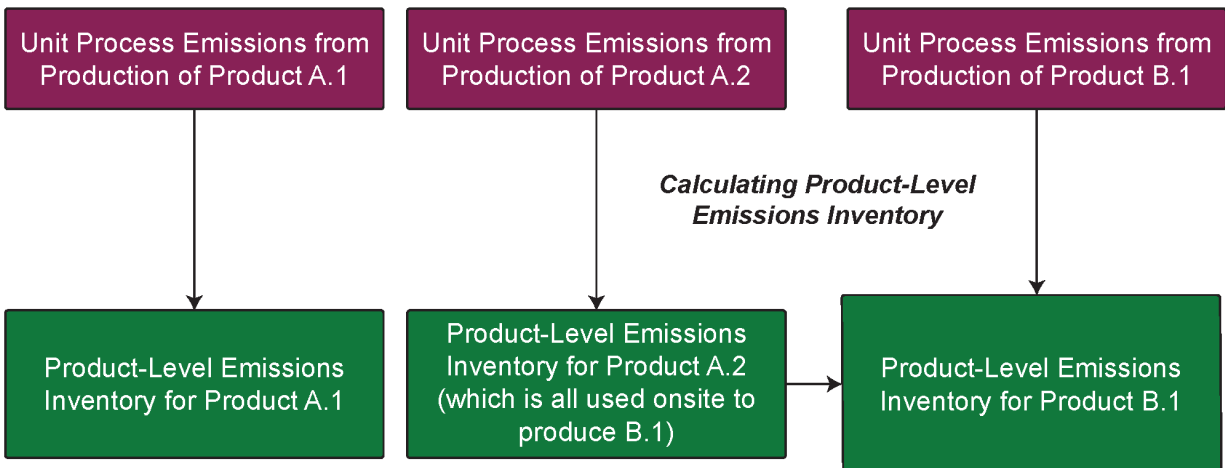 Unit Process Emissions from
Production of Product A.1
Unit Process Emissions from
Production of Product A.2
Unit Process Emissions from
Production of Product B.1
Calculating Product-Level
Emissions Inventory
Product-Level Emissions
Inventory for Product A.1
Product-Level Emissions
Inventory for Product A.2
(which is all used onsite to
produce B.1)
Product-Level Emissions
Inventory for Product B.1